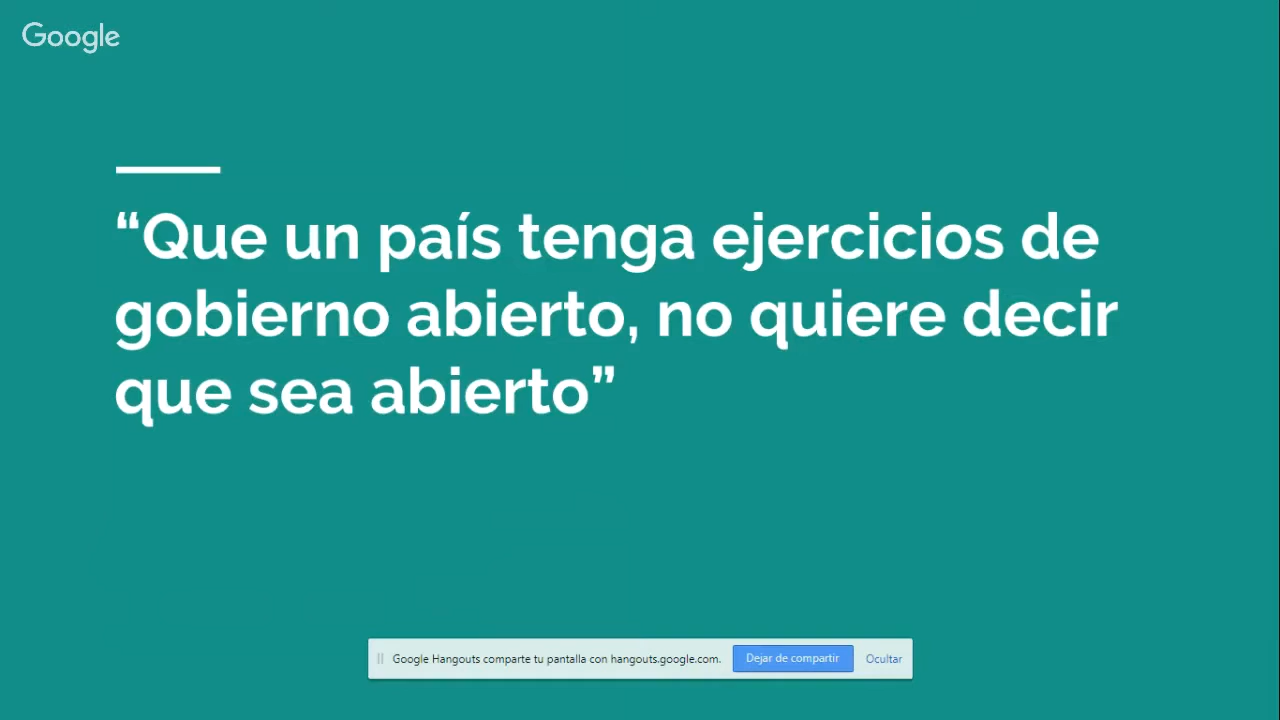 Google
“Que un país tenga ejercicios de
gobierno abierto, no quiere decir
que sea abierto”
Google Hangouts comparte tu pantalla con hangouts.google.com. Dejar de compartir Ocultar